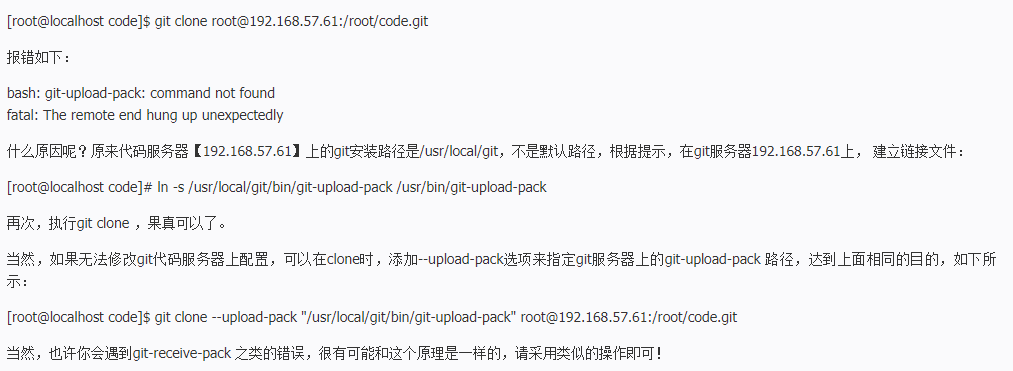 [root@localhost code]$ git clone root@192.168.57.61:/root/code.git
报错如下：
bash: git-upload-pack: command not found
fatal: The remote end hung up unexpectedly
什么原因呢？原来代码服务器【192.168.57.61】上的git安装路径是/usr/local/git，不是默认路径，根据提示，在git服务器192.168.57.61上， 建立链接文件：
[root@localhost code]# ln -s /usr/local/git/bin/git-upload-pack /usr/bin/git-upload-pack
再次，执行git clone ，果真可以了。
当然，如果无法修改git代码服务器上配置，可以在clone时，添加--upload-pack选项来指定git服务器上的git-upload-pack 路径，达到上面相同的目的，如下所
示：
[root@localhost code]$ git clone --upload-pack "/usr/local/git/bin/git-upload-pack" root@192.168.57.61:/root/code.git
当然，也许你会遇到git-receive-pack 之类的错误，很有可能和这个原理是一样的，请采用类似的操作即可！